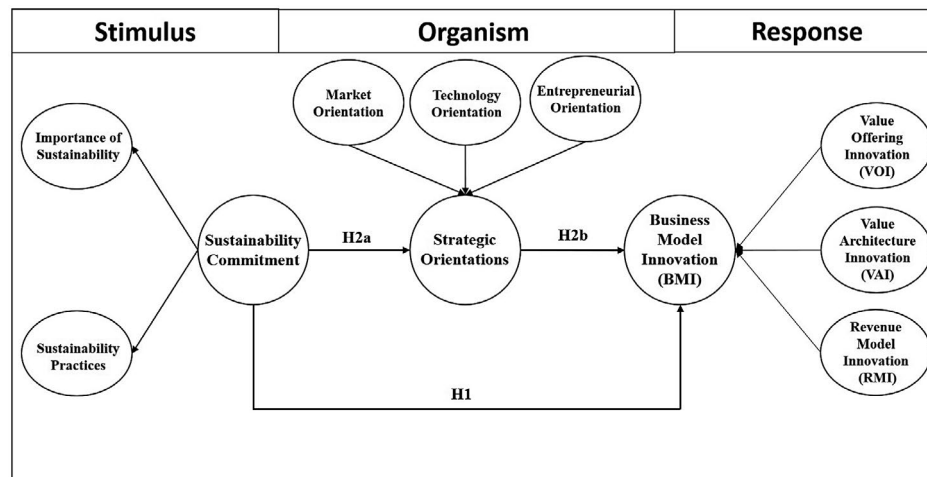 Stimulus
Organism
Response
Market
Orientation
Technology
Orientation
Entrepreneurial
Orientation
Importance of
Sustainability
Value
Offering
Innovation
(VOI)
Sustainability
Commitment
H2a
Strategic
Orientations
H2b
Business
Model
Innovation
(BMI)
Value
Architecture
Innovation
(VAI)
Sustainability
Practices
Revenue
Model
Innovation
(RMI)
H1